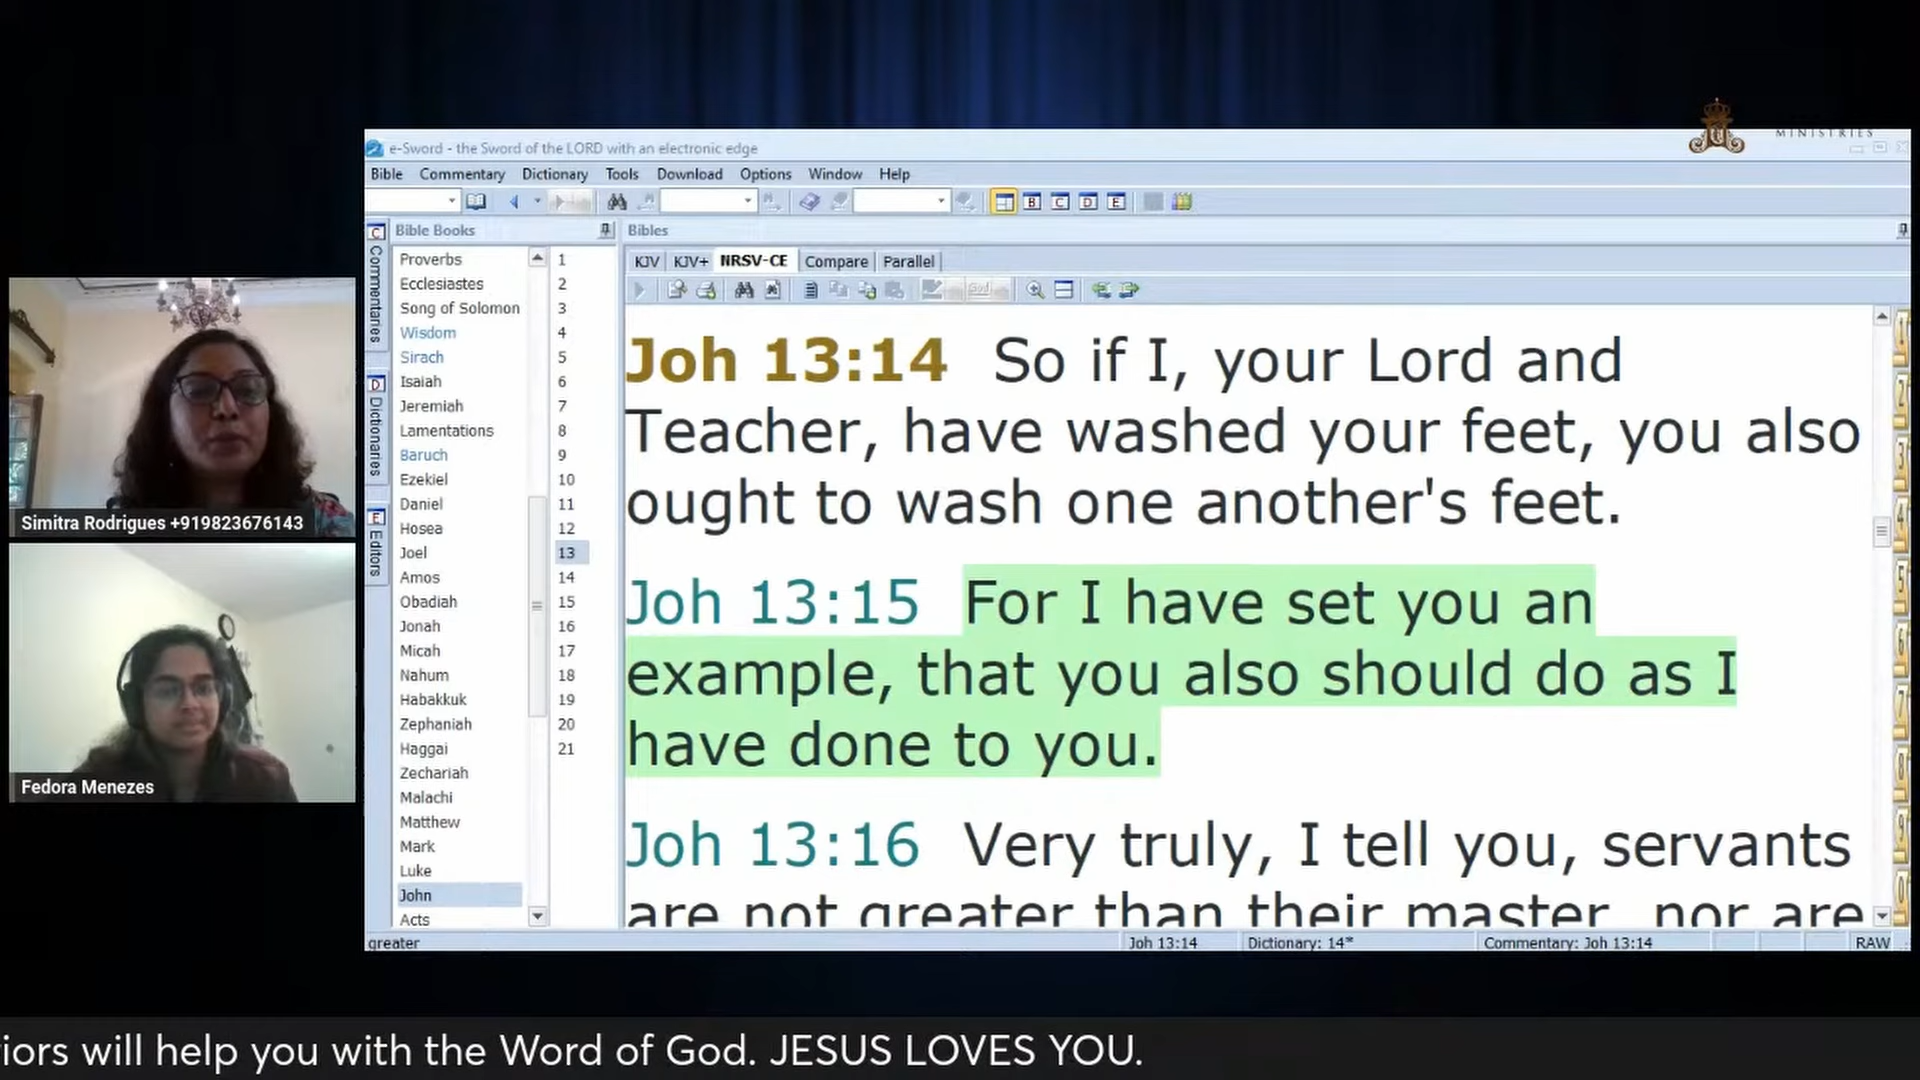 MINISTRIES
e-Sword - the Sword of the LORD with an electronic edge
Bible Commentary Dictionary Tools Download Options Window Help
B C D E
Bible Books
Bibles
C Commentaries
D Dictionaries
E Editors
Proverbs
Ecclesiastes
Song of Solomon
Wisdom
Sirach
Isaiah
Jeremiah
Lamentations
Baruch
Ezekiel
Daniel
Hosea
Joel
Amos
Obadiah
Jonah
Micah
Nahum
Habakkuk
Zephaniah
Haggai
Zechariah
Malachi
Matthew
Mark
Luke
John
Acts
1
2
3
4
5
6
7
8
9
10
11
12
13
14
15
16
17
18
19
20
21
KJV KJV+ NRSV-CE Compare Parallel
Joh 13:14 So if I, your Lord and
Teacher, have washed your feet, you also
ought to wash one another's feet.
Joh 13:15 For I have set you an
example, that you also should do as I
have done to you.
Joh 13:16 Very truly, I tell you, servants
are not greater than their master, nor are
greater
Joh 13:14
Dictionary: 14*
Commentary: Joh 13:14
RAW
Simitra Rodrigues +919823676143
Fedora Menezes
iors will help you with the Word of God. JESUS LOVES YOU.